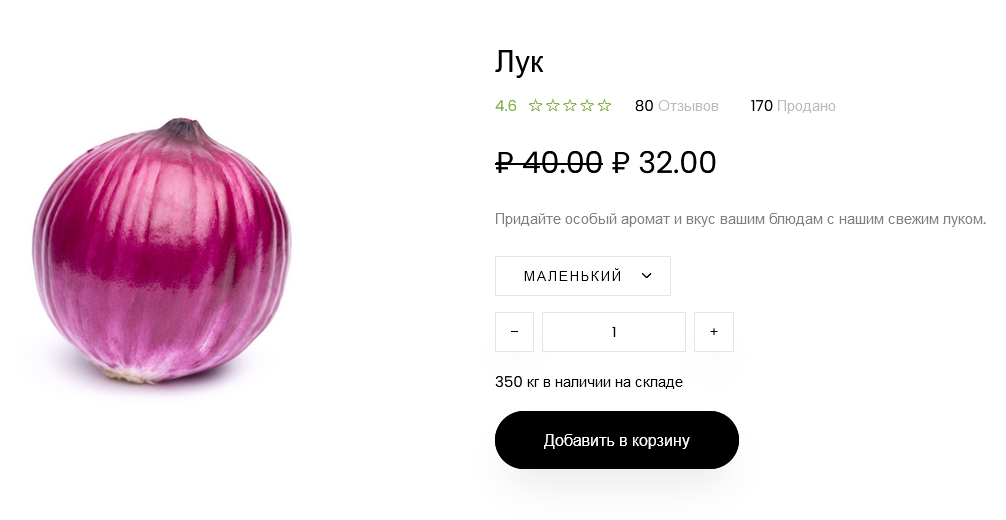 Лук
4.6 80 Отзывов 170 Продано
₽ 40.00 ₽ 32.00
Придайте особый аромат и вкус вашим блюдам с нашим свежим луком.
МАЛЕНЬКИЙ
− 1 +
350 кг в наличии на складе
Добавить в корзину